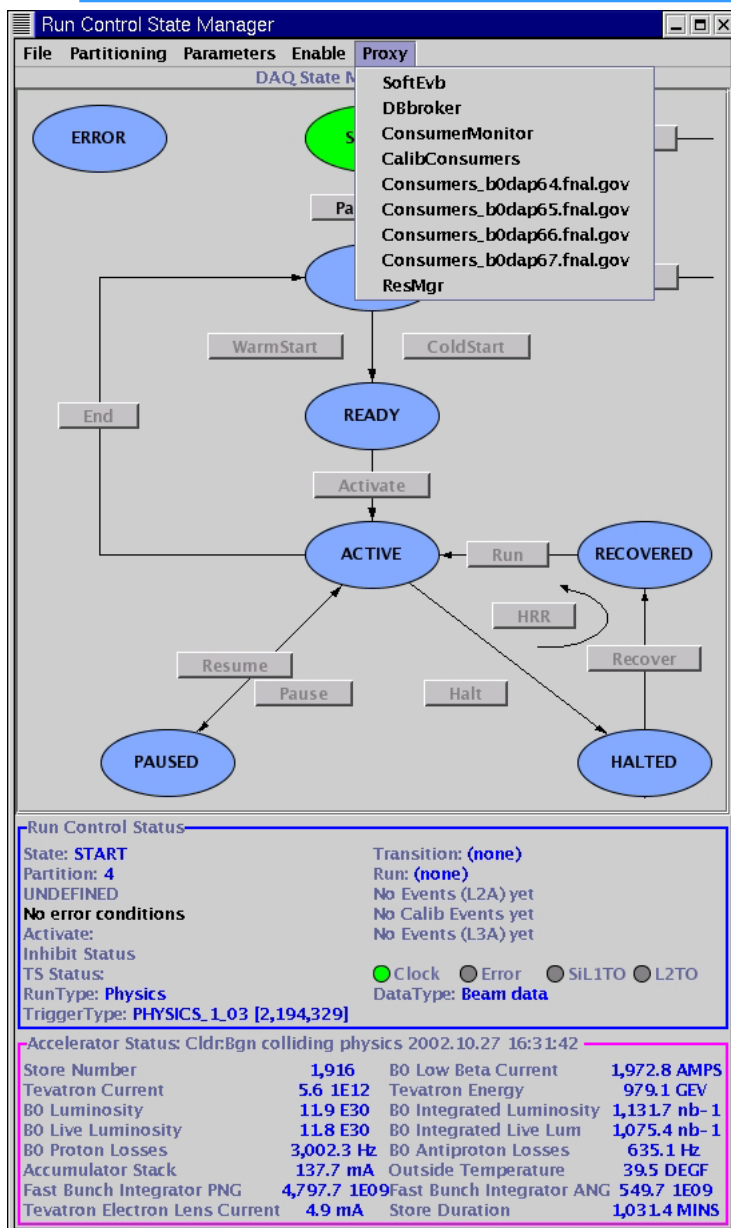 Run Control State Manager
File Partitioning Parameters Enable Proxy
DAQ State M
SoftEvb
DBbroker
ConsumerMonitor
CalibConsumers
Consumers_b0dap64.fnal.gov
Consumers_b0dap65.fnal.gov
Consumers_b0dap66.fnal.gov
Consumers_b0dap67.fnal.gov
ResMgr
ERROR
S
Pa
WarmStart ColdStart
End
READY
Activate
ACTIVE
Run
RECOVERED
HRR
Resume
Recover
Pause
Halt
PAUSED
HALTED
Run Control Status
State: START Transition: (none)
Partition: 4 Run: (none)
UNDEFINED No Events (L2A) yet
No error conditions No Calib Events yet
Activate: No Events (L3A) yet
Inhibit Status
TS Status: Clock Error SiL1TO L2TO
RunType: Physics DataType: Beam data
TriggerType: PHYSICS_1_03 [2,194,329]
Accelerator Status: Cldr:Bgn colliding physics 2002.10.27 16:31:42
Store Number 1,916 B0 Low Beta Current 1,972.8 AMPS
Tevatron Current 5.6 1E12 Tevatron Energy 979.1 GEV
B0 Luminosity 11.9 E30 B0 Integrated Luminosity 1,131.7 nb-1
B0 Live Luminosity 11.8 E30 B0 Integrated Live Lum 1,075.4 nb-1
B0 Proton Losses 3,002.3 Hz B0 Antiproton Losses 635.1 Hz
Accumulator Stack 137.7 mA Outside Temperature 39.5 DEGF
Fast Bunch Integrator PNG 4,797.7 1E09 Fast Bunch Integrator ANG 549.7 1E09
Tevatron Electron Lens Current 4.9 mA Store Duration 1,031.4 MINS